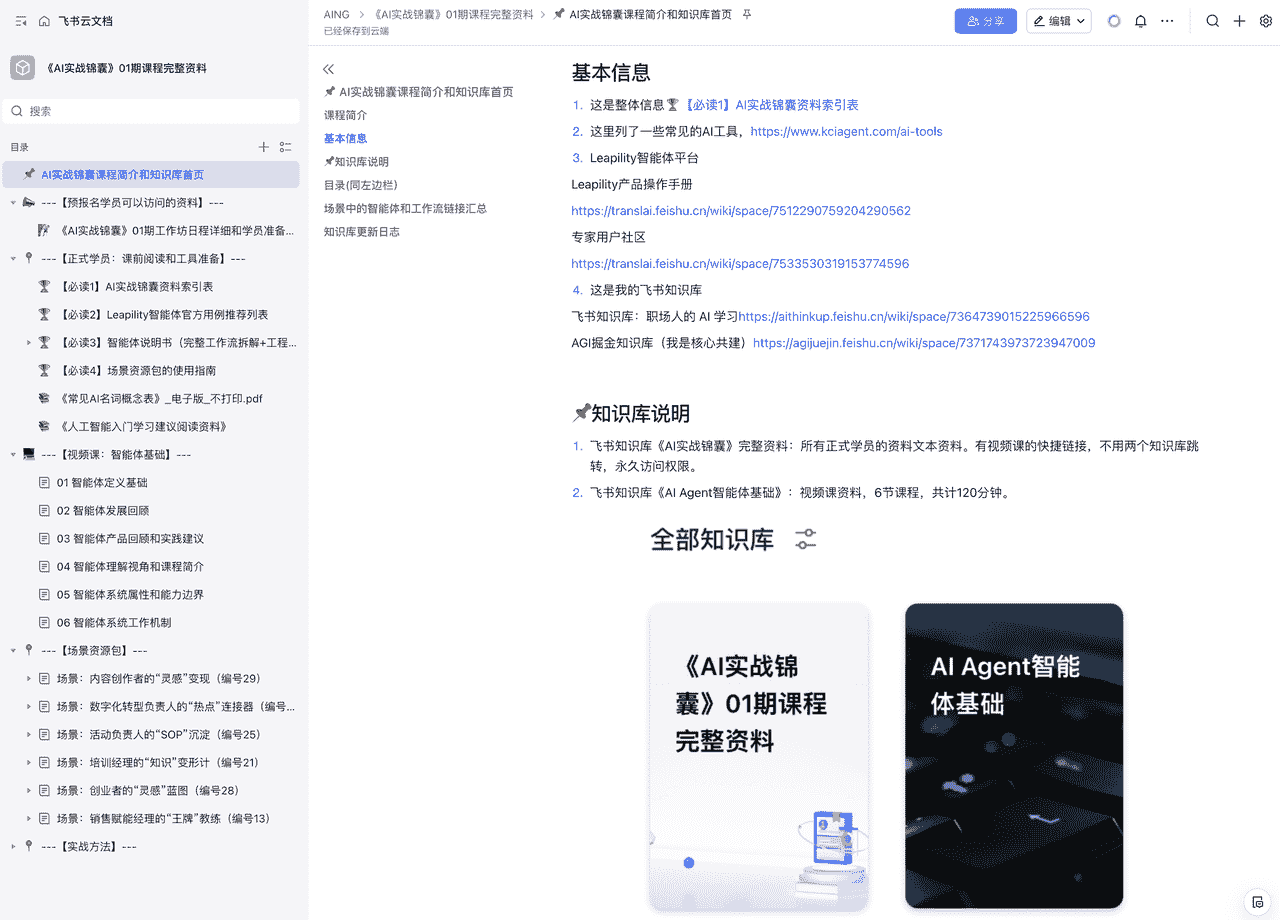 飞书云文档
《AI实战锦囊》01期课程完整资料
搜索
目录
AI实战锦囊课程简介和知识库首页
---【预报名学员可以访问的资料】---
《AI实战锦囊》01期工作坊日程详细和学员准备...
---【正式学员：课前阅读和工具准备】---
【必读1】AI实战锦囊资料索引表
【必读2】Leapility智能体官方用例推荐列表
【必读3】智能体说明书（完整工作流拆解+工程...
【必读4】场景资源包的使用指南
《常见AI名词概念表》_电子版_不打印.pdf
《人工智能入门学习建议阅读资料》
---【视频课：智能体基础】---
01 智能体定义基础
02 智能体发展回顾
03 智能体产品回顾和实践建议
04 智能体理解视角和课程简介
05 智能体系统属性和能力边界
06 智能体系统工作机制
---【场景资源包】---
场景：内容创作者的“灵感”变现（编号29）
场景：数字化转型负责人的“热点”连接器（编号...
场景：活动负责人的“SOP”沉淀（编号25）
场景：培训经理的“知识”变形计（编号21）
场景：创业者的“灵感”蓝图（编号28）
场景：销售赋能经理的“王牌”教练（编号13）
---【实战方法】---
AING > 《AI实战锦囊》01期课程完整资料 > AI实战锦囊课程简介和知识库首页
已经保存到云端
分享
编辑
AI实战锦囊课程简介和知识库首页
课程简介
基本信息
知识库说明
目录(同左边栏)
场景中的智能体和工作流链接汇总
知识库更新日志
基本信息
1. 这是整体信息🏆【必读1】AI实战锦囊资料索引表
2. 这里列了一些常见的AI工具，https://www.kciagent.com/ai-tools
3. Leapility智能体平台
Leapility产品操作手册
https://translai.feishu.cn/wiki/space/7512290759204290562
专家用户社区
https://translai.feishu.cn/wiki/space/7533530319153774596
4. 这是我的飞书知识库
飞书知识库：职场人的 AI 学习https://aithinkup.feishu.cn/wiki/space/7364739015225966596
AGI掘金知识库（我是核心共建）https://agijuejin.feishu.cn/wiki/space/7371743973723947009
📌知识库说明
1. 飞书知识库《AI实战锦囊》完整资料：所有正式学员的资料文本资料。有视频课的快捷链接，不用两个知识库跳
转，永久访问权限。
2. 飞书知识库《AI Agent智能体基础》：视频课资料，6节课程，共计120分钟。
全部知识库
《AI实战锦
囊》01期课程
完整资料
AI Agent智能
体基础